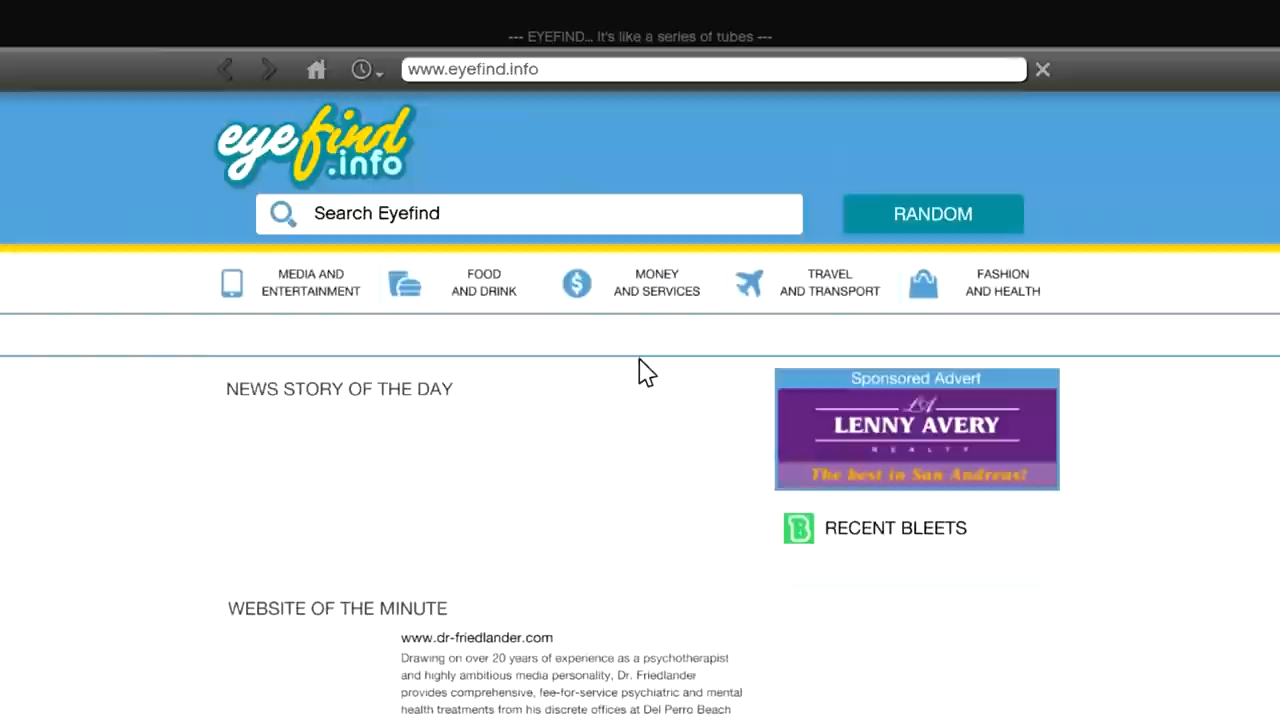 --- EYEFIND... It's like a series of tubes ---
www.eyefind.info
eyefind
.info
Search Eyefind
RANDOM
MEDIA AND
ENTERTAINMENT
FOOD
AND DRINK
MONEY
AND SERVICES
TRAVEL
AND TRANSPORT
FASHION
AND HEALTH
NEWS STORY OF THE DAY
Sponsored Advert
LA
LENNY AVERY
REALTY
The best in San Andreas!
B
RECENT BLEETS
WEBSITE OF THE MINUTE
www.dr-friedlander.com
Drawing on over 20 years of experience as a psychotherapist
and highly ambitious media personality, Dr. Friedlander
provides comprehensive, fee-for-service psychiatric and mental
health treatments from his discrete offices at Del Perro Beach